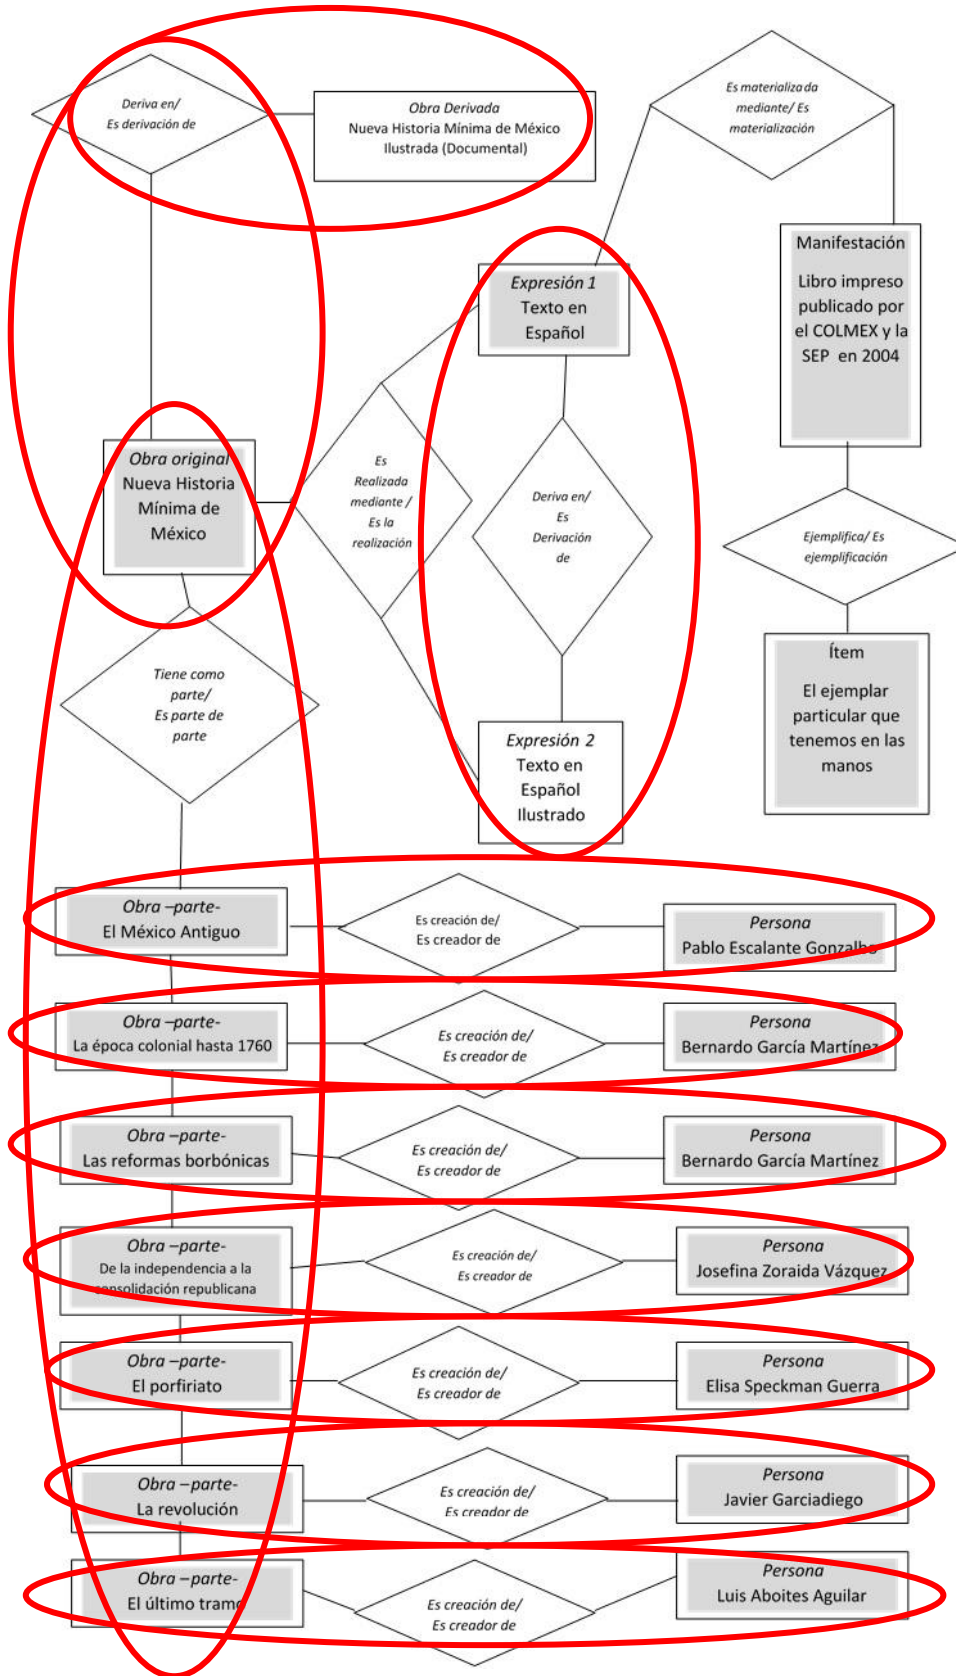 Deriva en/
Es derivación de
Obra Derivada
Nueva Historia Mínima de México
Ilustrada (Documental)
Es materializada
mediante/ Es
materialización
Manifestación
Libro impreso
publicado por
el COLMEX y la
SEP en 2004
Expresión 1
Texto en
Español
Obra original
Nueva Historia
Mínima de
México
Es
Realizada
mediante /
Es la
realización
Deriva en/
Es
Derivación
de
Ejemplifica/ Es
ejemplificación
Ítem
El ejemplar
particular que
tenemos en las
manos
Tiene como
parte/
Es parte de
parte
Expresión 2
Texto en
Español
Ilustrado
Obra –parte-
El México Antiguo
Es creación de/
Es creador de
Persona
Pablo Escalante Gonzalbo
Obra –parte-
La época colonial hasta 1760
Es creación de/
Es creador de
Persona
Bernardo García Martínez
Obra –parte-
Las reformas borbónicas
Es creación de/
Es creador de
Persona
Bernardo García Martínez
Obra –parte-
De la independencia a la
consolidación republicana
Es creación de/
Es creador de
Persona
Josefina Zoraida Vázquez
Obra –parte-
El porfiriato
Es creación de/
Es creador de
Persona
Elisa Speckman Guerra
Obra –parte-
La revolución
Es creación de/
Es creador de
Persona
Javier Garciadiego
Obra –parte-
El último tramo
Es creación de/
Es creador de
Persona
Luis Aboites Aguilar